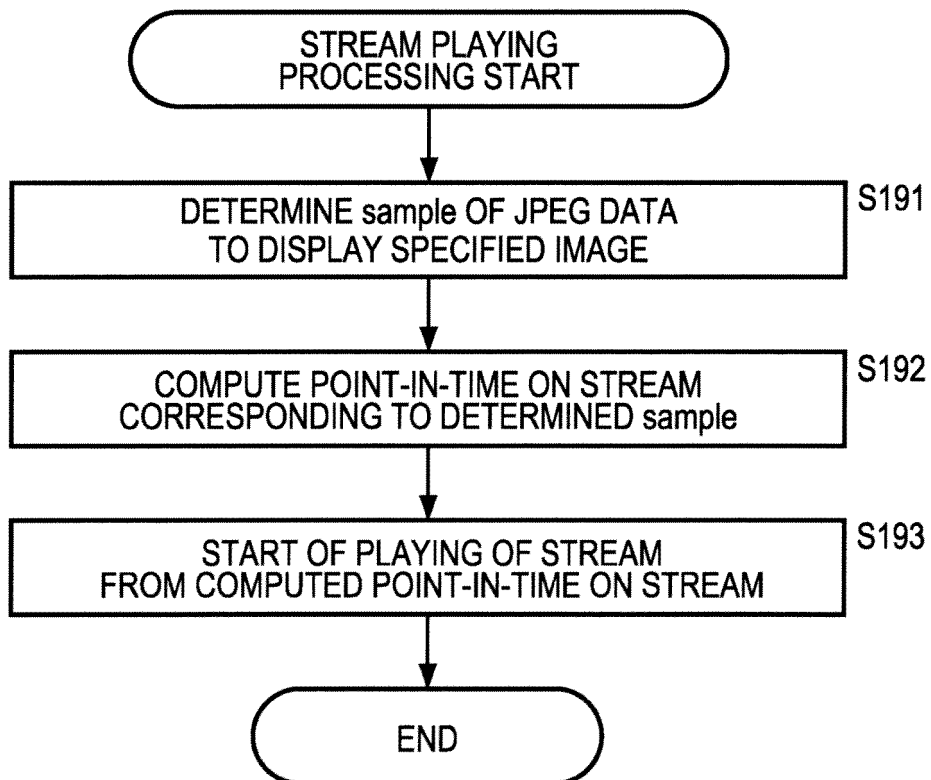 STREAM PLAYING
PROCESSING START
DETERMINE sample OF JPEG DATA
TO DISPLAY SPECIFIED IMAGE
S191
COMPUTE POINT-IN-TIME ON STREAM
CORRESPONDING TO DETERMINED sample
S192
START OF PLAYING OF STREAM
FROM COMPUTED POINT-IN-TIME ON STREAM
S193
END